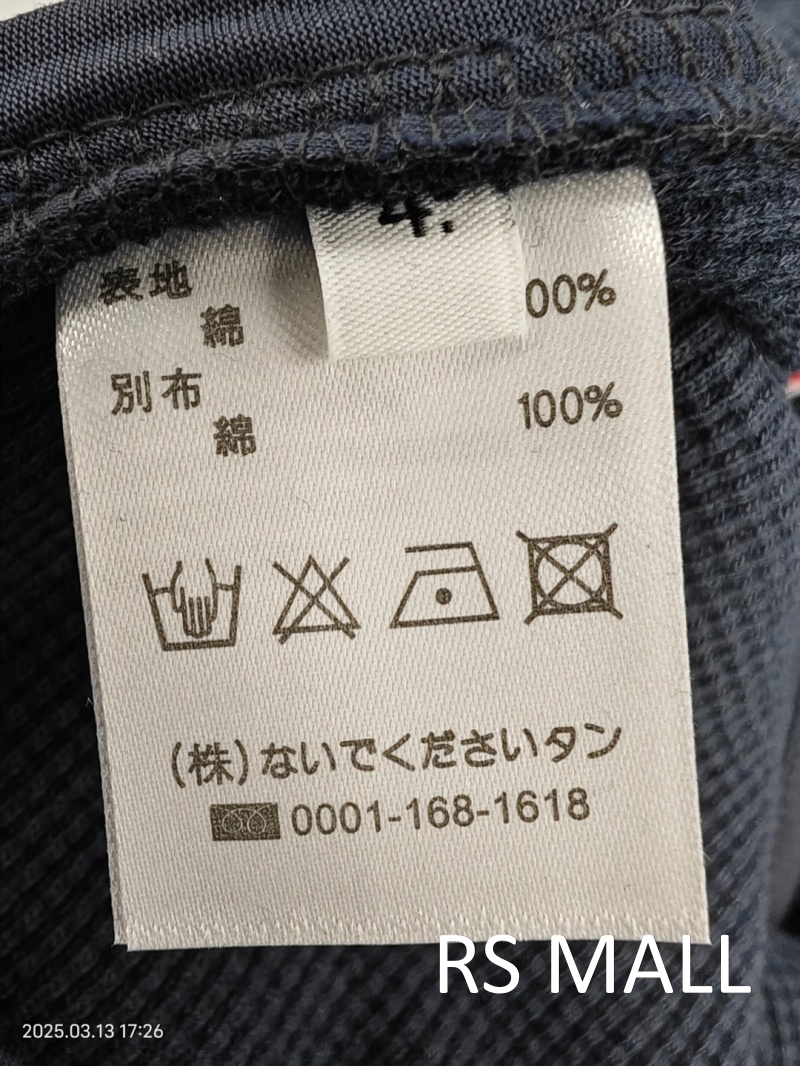 4:
表地
綿 00%
別布
綿 100%
(株)ないでくださいタン
0001-168-1618
RS MALL
2025.03.13 17:26